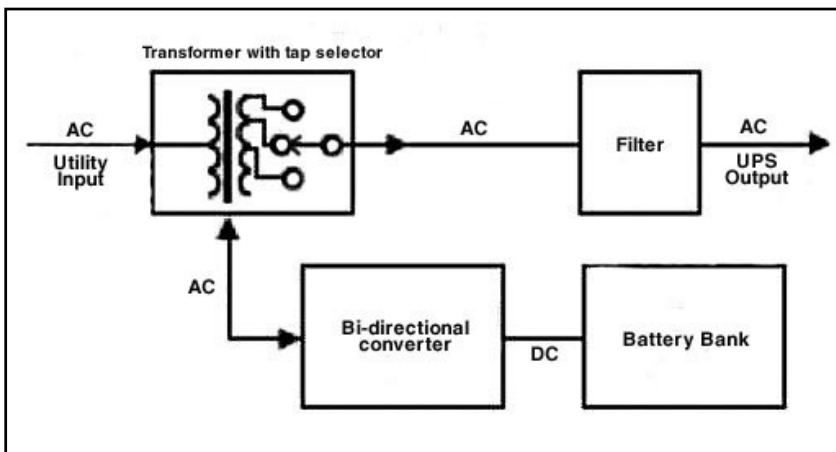 Transformer with tap selector
AC
Utility
Input
AC
Filter
AC
UPS
Output
AC
Bi-directional
converter
DC
Battery Bank